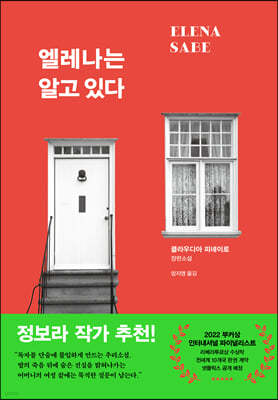 엘레나는
알고 있다
ELENA
SABE
클라우디아 피녜이로
장편소설
엄지영 옮김
정보라 작가 추천!
"독자를 단숨에 몰입하게 만드는 추리소설.
딸의 죽음 뒤에 숨은 진실을 밝혀나가는
어머니의 여정 끝에는 묵직한 질문이 남는다."
2022 부커상
인터내셔널 파이널리스트
리베라투르상 수상작
전세계 10개국 판권 계약
넷플릭스 공개 예정